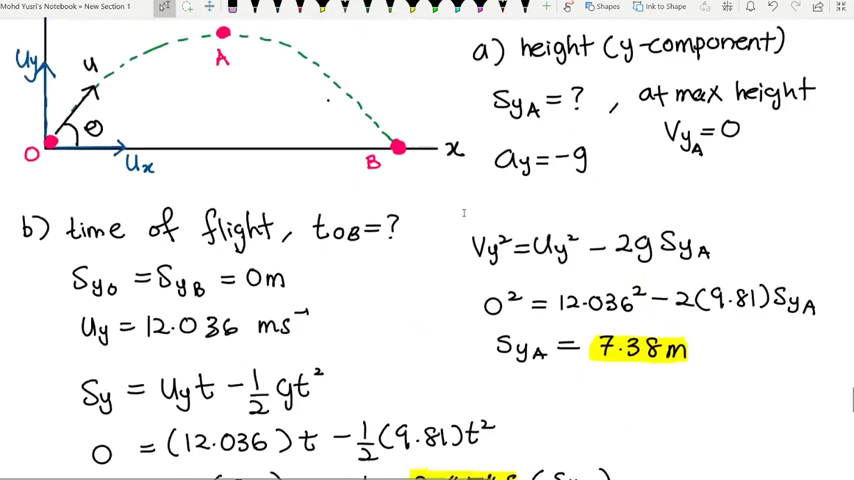 Mohd Yusri's Notebook » New Section 1
Shapes
Ink to Shape
Uy
u
A
θ
O
Ux
B
x
a) height (y-component)
SyA = ? , at max height
VyA = 0
ay = -g
Vy² = Uy² - 2g SyA
0² = 12.036² - 2(9.81)SyA
SyA = 7.38m
b) time of flight, tOB = ?
SyO = SyB = 0m
Uy = 12.036 ms⁻¹
Sy = Uyt - 1/2 gt²
0 = (12.036)t - 1/2 (9.81)t²